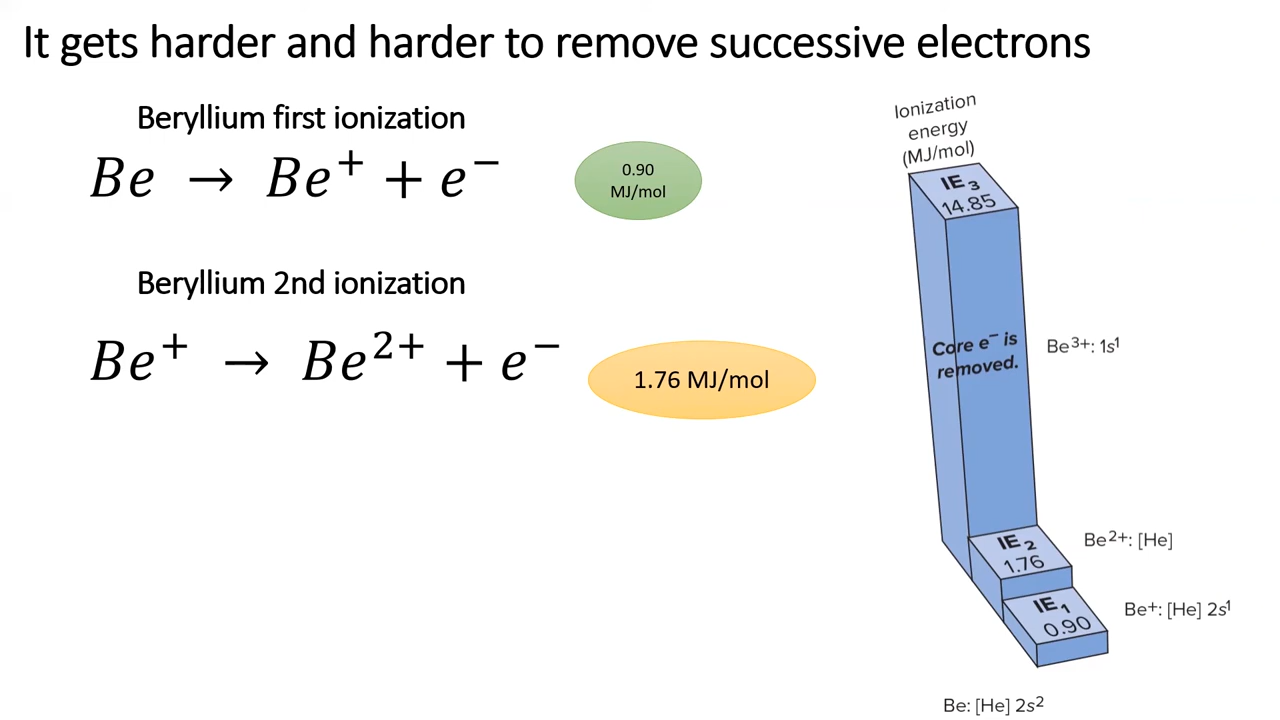 It gets harder and harder to remove successive electrons
Beryllium first ionization
Be → Be⁺ + e⁻
0.90
MJ/mol
Beryllium 2nd ionization
Be⁺ → Be²⁺ + e⁻
1.76 MJ/mol
Ionization
energy
(MJ/mol)
IE₃
14.85
Core e⁻ is
removed.
Be³⁺: 1s¹
IE₂
1.76
Be²⁺: [He]
IE₁
0.90
Be⁺: [He] 2s¹
Be: [He] 2s²